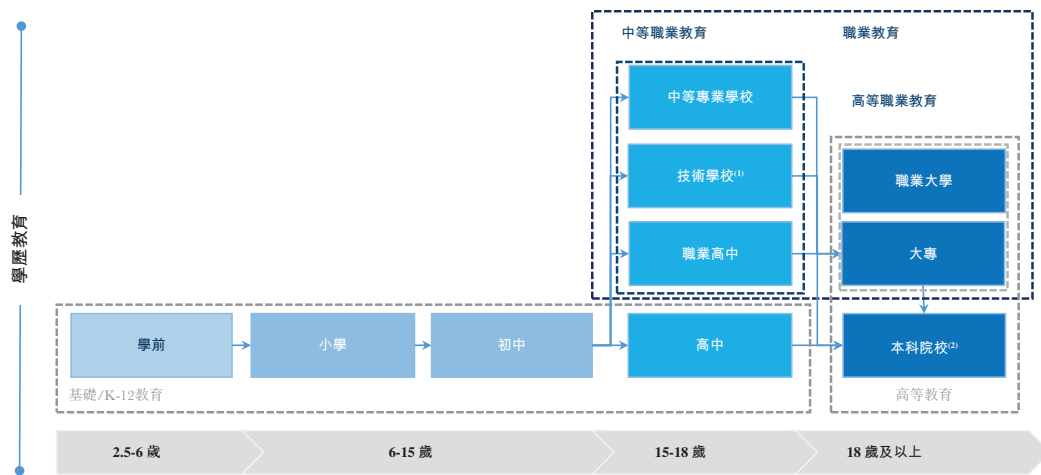 中等職業教育
職業教育
中等專業學校
高等職業教育
技術學校(1)
職業大學
學歷教育
職業高中
大專
學前
小學
初中
高中
本科院校(2)
基礎/K-12教育
高等教育
2.5-6 歲
6-15 歲
15-18 歲
18 歲及以上